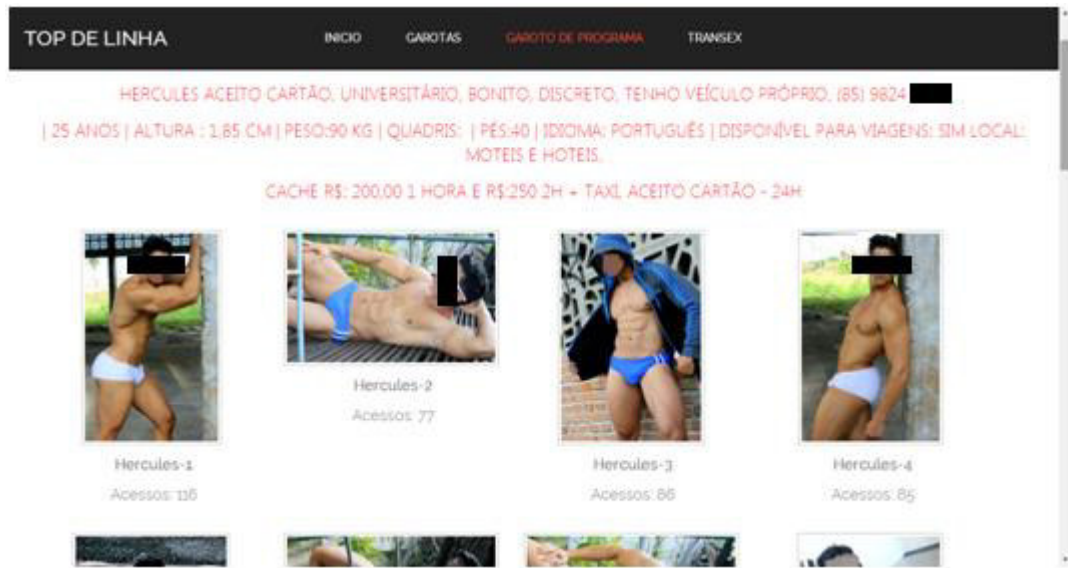 TOP DE LINHA
INICIO GAROTAS GAROTO DE PROGRAMA TRANSEX
HERCULES ACEITO CARTÃO, UNIVERSITÁRIO, BONITO, DISCRETO, TENHO VEÍCULO PRÓPRIO, (85) 9824
| 25 ANOS | ALTURA : 1,85 CM | PESO:90 KG | QUADRIS: | PÉS:40 | IDIOMA: PORTUGUÊS | DISPONÍVEL PARA VIAGENS: SIM LOCAL:
MOTEIS E HOTEIS.
CACHE R$: 200,00 1 HORA E R$:250 2H + TAXI, ACEITO CARTÃO - 24H
Hercules-2
Acessos: 77
Hercules-1
Acessos: 116
Hercules-3
Acessos: 86
Hercules-4
Acessos: 85